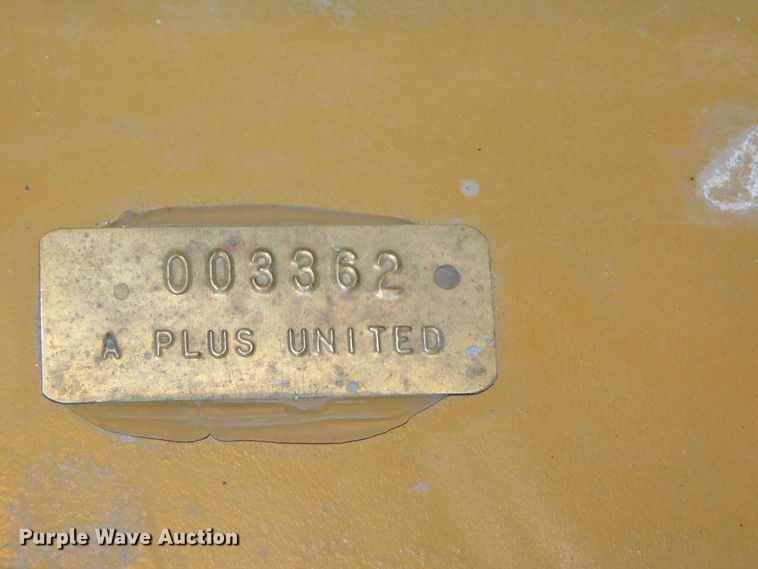 003362
A PLUS UNITED
Purple Wave Auction